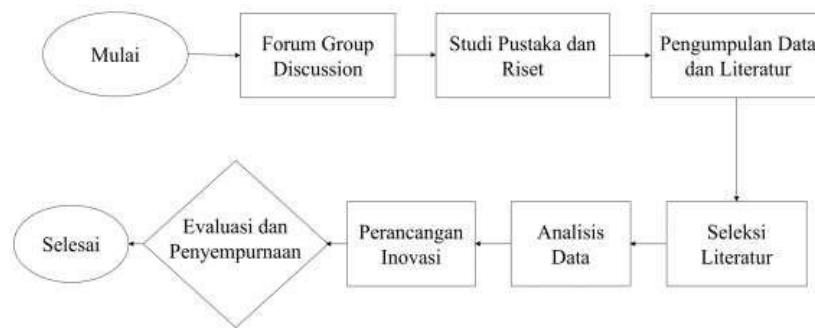 Mulai
Forum Group
Discussion
Studi Pustaka dan
Riset
Pengumpulan Data
dan Literatur
Seleksi
Literatur
Analisis
Data
Perancangan
Inovasi
Evaluasi dan
Penyempurnaan
Selesai